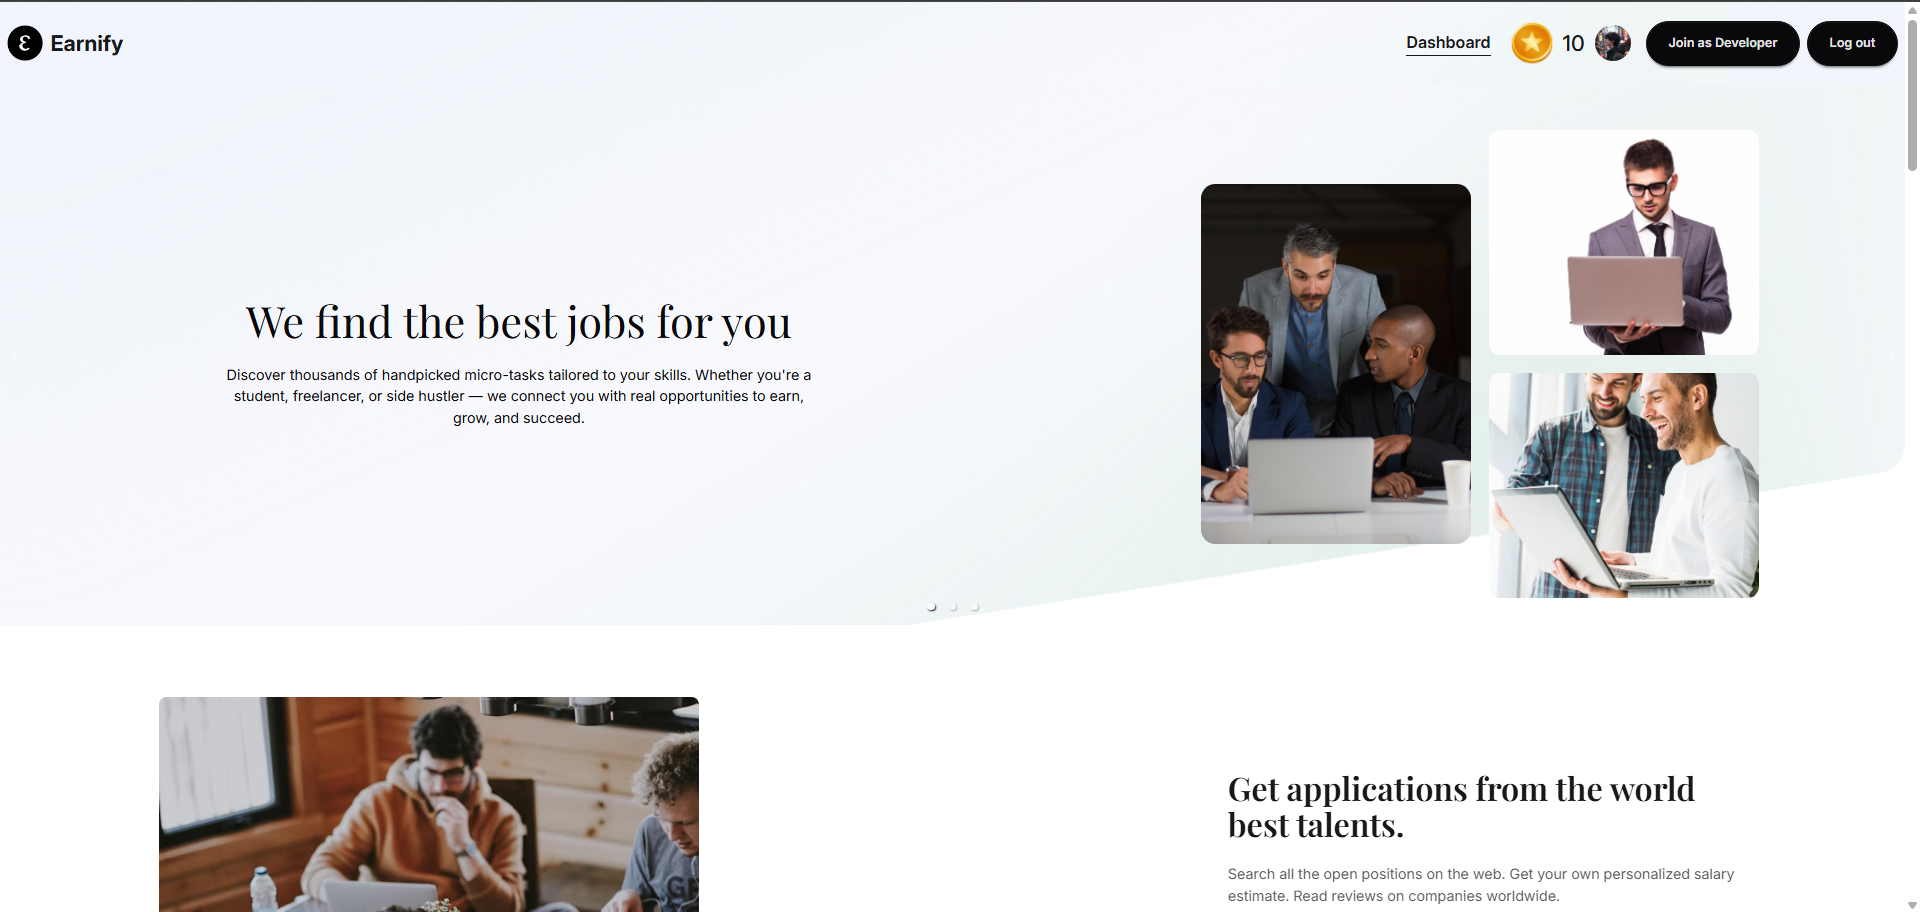 ε Earnify
Dashboard
10
Join as Developer
Log out
We find the best jobs for you
Discover thousands of handpicked micro-tasks tailored to your skills. Whether you're a
student, freelancer, or side hustler — we connect you with real opportunities to earn,
grow, and succeed.
Get applications from the world
best talents.
Search all the open positions on the web. Get your own personalized salary
estimate. Read reviews on companies worldwide.